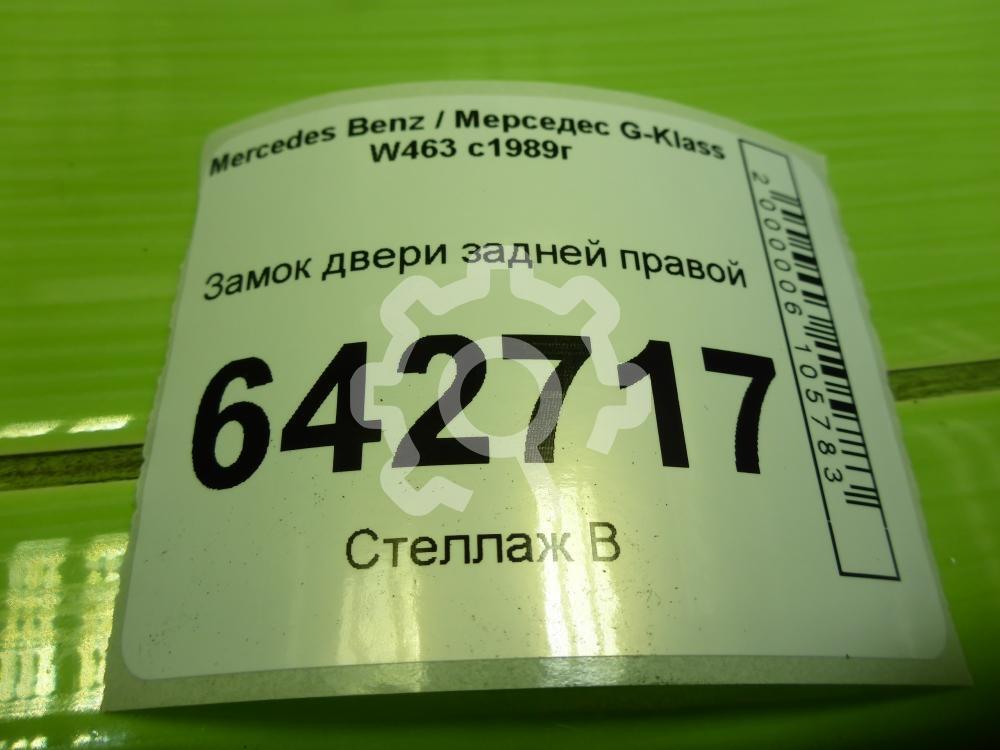 Mercedes Benz / Мерседес G-Klass
W463 с1989г
Замок двери задней правой
642717
Стеллаж В
2000006105783